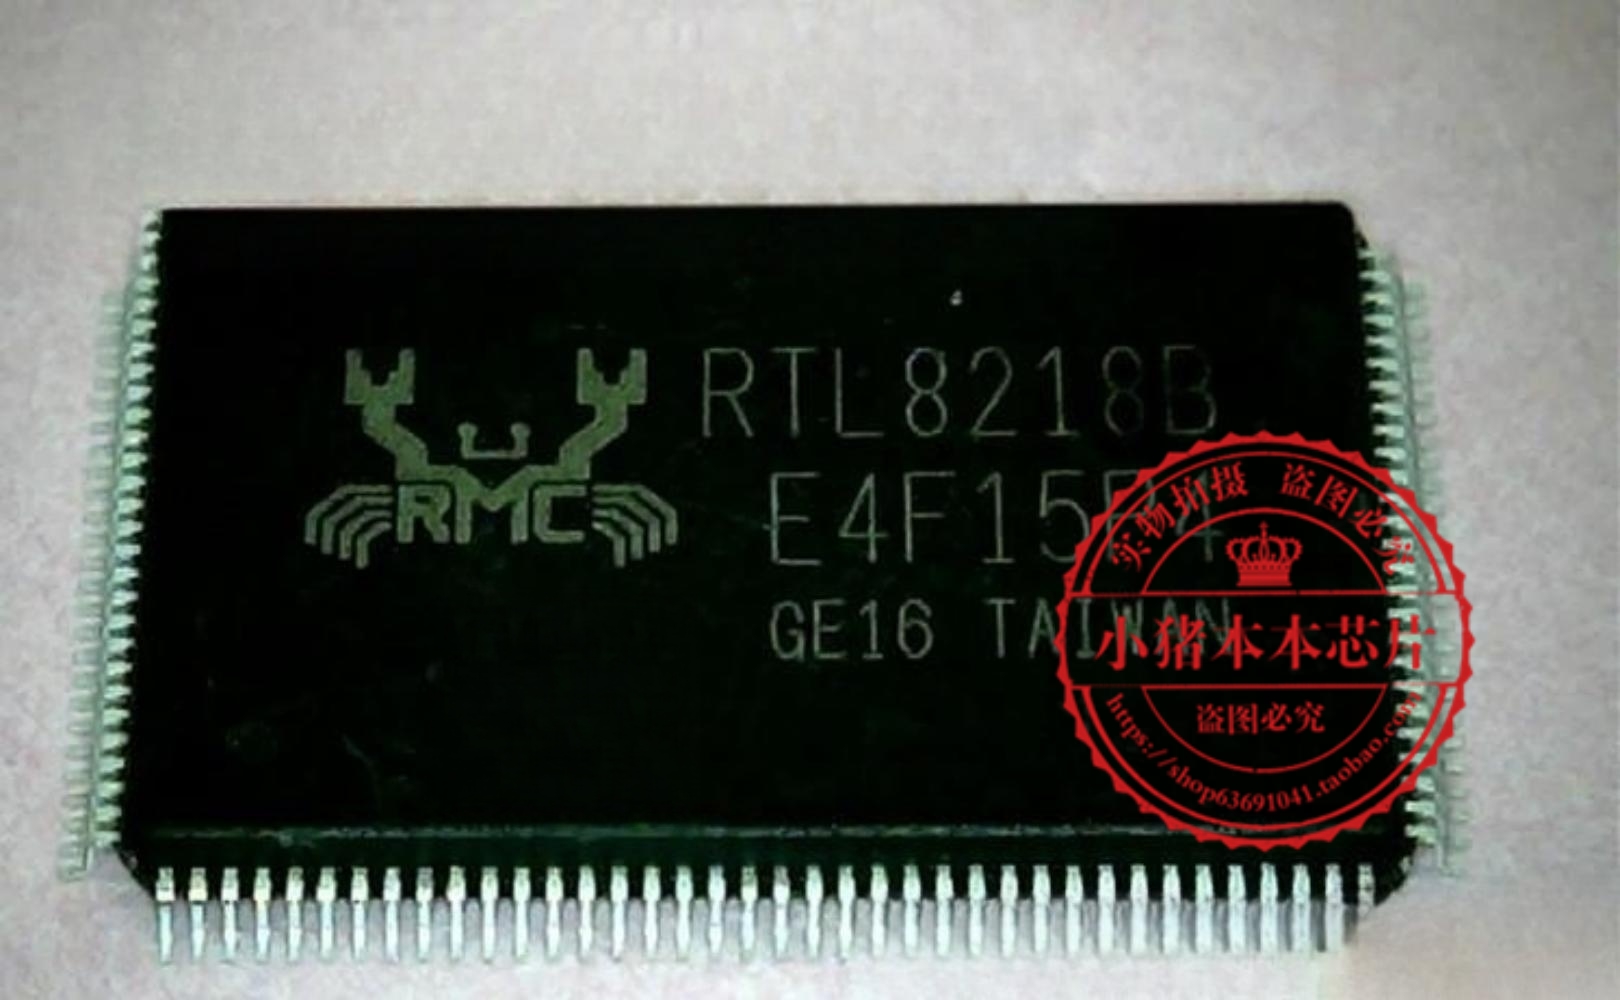 RTL8218B
RMC
E4F15
GE16 TAIWAN
实物拍摄 盗图必究
小猪本本芯片
盗图必究
https://shop63691041.taobao.com